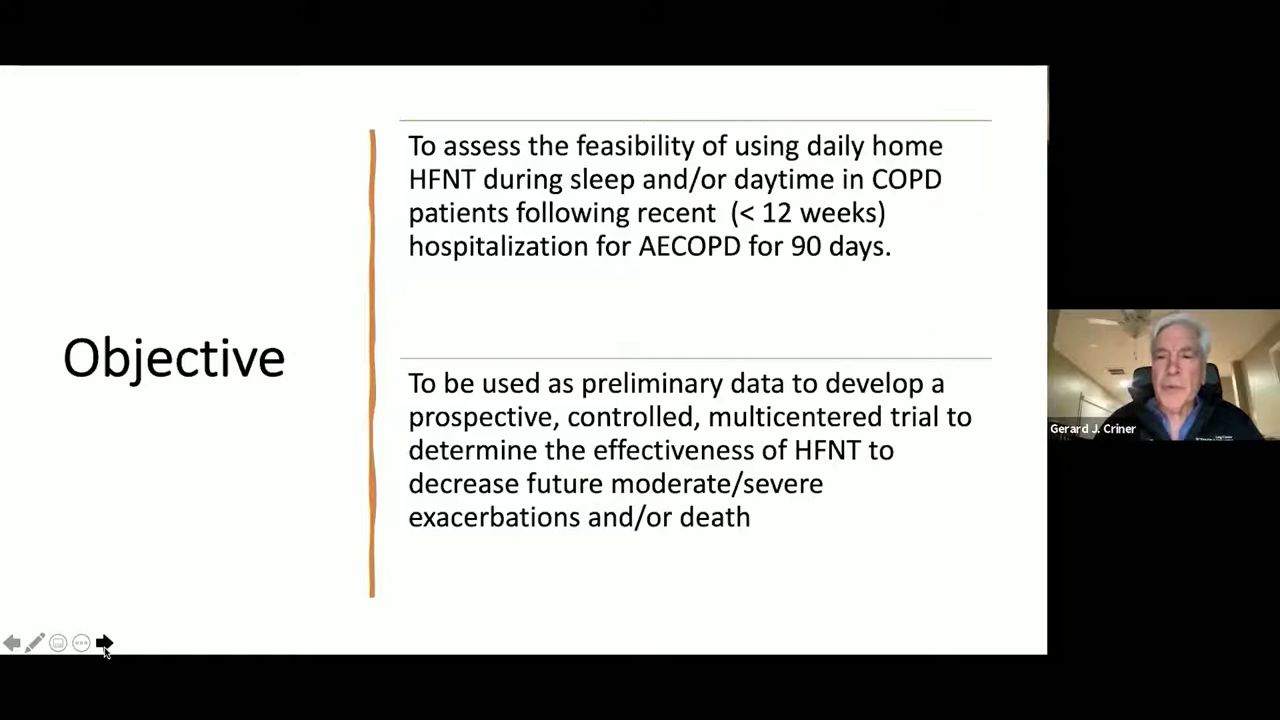 Objective
To assess the feasibility of using daily home
HFNT during sleep and/or daytime in COPD
patients following recent (< 12 weeks)
hospitalization for AECOPD for 90 days.
To be used as preliminary data to develop a
prospective, controlled, multicentered trial to
determine the effectiveness of HFNT to
decrease future moderate/severe
exacerbations and/or death
Gerard J. Criner